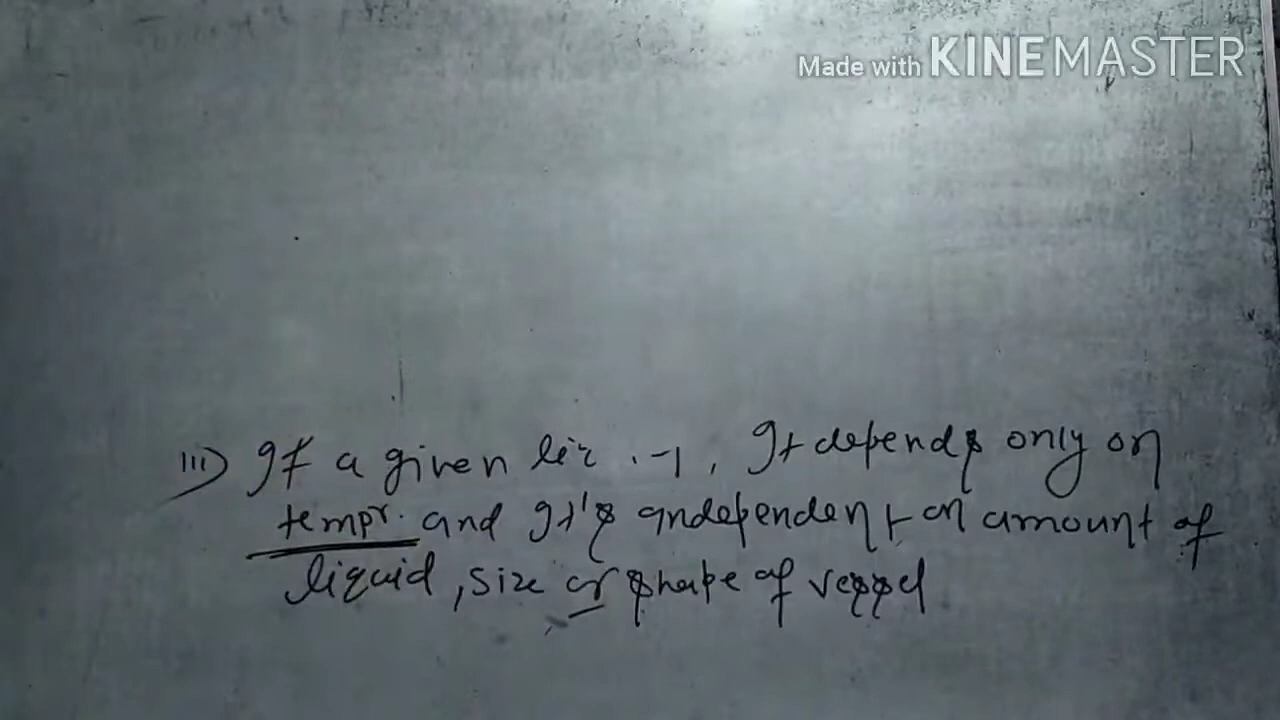 Made with KINEMASTER
III) If a given liq. -1, It depends only on
tempr. and It's independent on amount of
liquid, size or shape of vessel